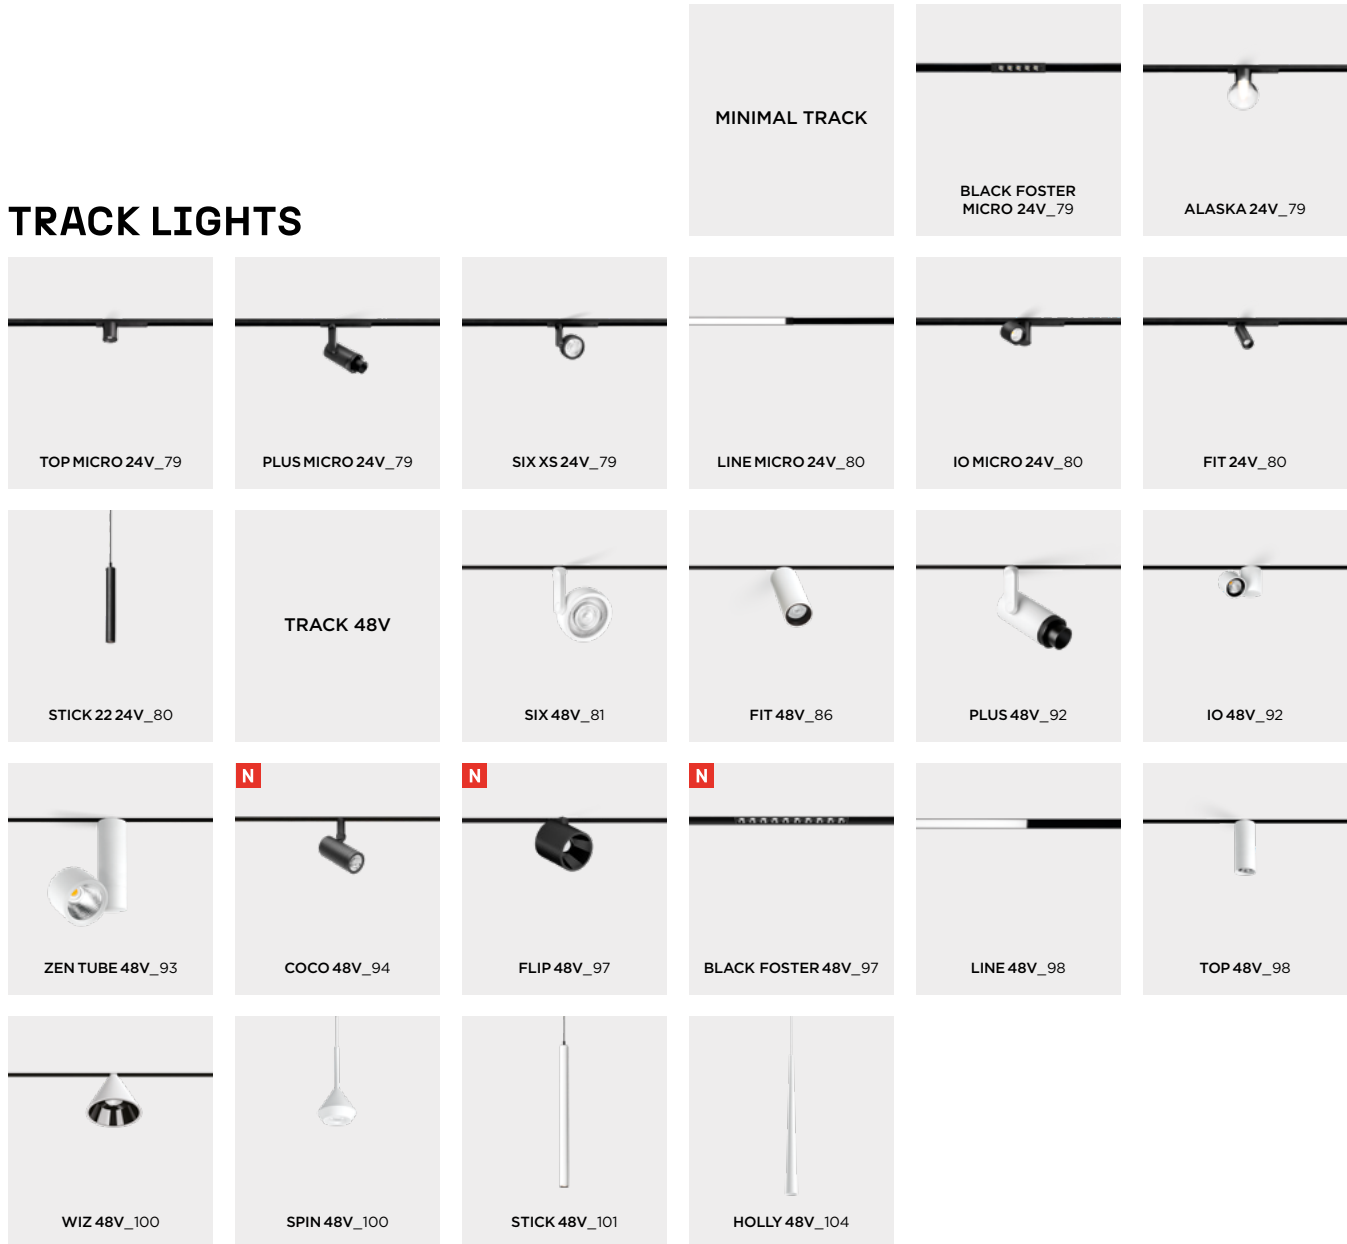 MINIMAL TRACK
BLACK FOSTER
MICRO 24V_79
ALASKA 24V_79
TRACK LIGHTS
TOP MICRO 24V_79
PLUS MICRO 24V_79
SIX XS 24V_79
LINE MICRO 24V_80
IO MICRO 24V_80
FIT 24V_80
STICK 22 24V_80
TRACK 48V
SIX 48V_81
FIT 48V_86
PLUS 48V_92
IO 48V_92
ZEN TUBE 48V_93
N
COCO 48V_94
N
FLIP 48V_97
N
BLACK FOSTER 48V_97
LINE 48V_98
TOP 48V_98
WIZ 48V_100
SPIN 48V_100
STICK 48V_101
HOLLY 48V_104